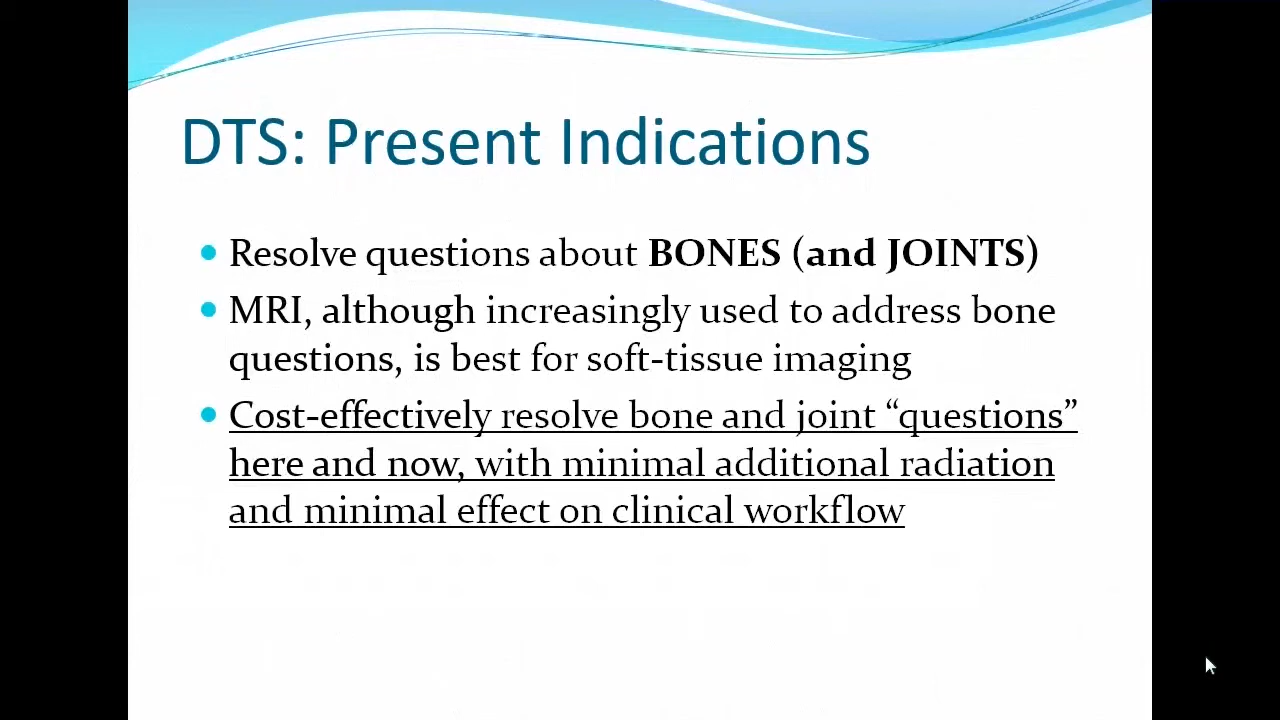 DTS: Present Indications
Resolve questions about BONES (and JOINTS)
MRI, although increasingly used to address bone
questions, is best for soft-tissue imaging
Cost-effectively resolve bone and joint “questions”
here and now, with minimal additional radiation
and minimal effect on clinical workflow